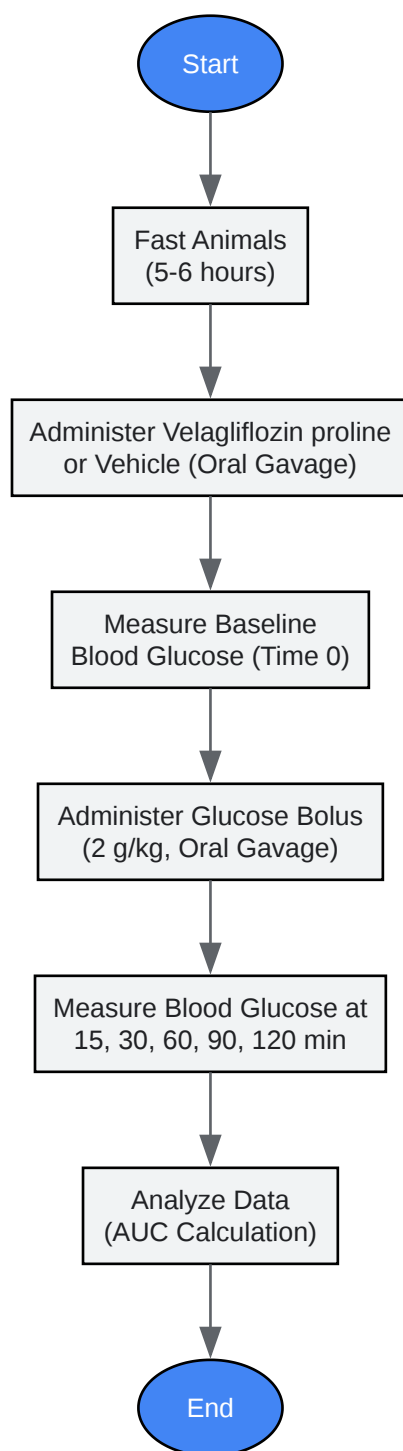 Start
Fast Animals
(5-6 hours)
Administer Velagliflozin proline
or Vehicle (Oral Gavage)
Measure Baseline
Blood Glucose (Time 0)
Administer Glucose Bolus
(2 g/kg, Oral Gavage)
Measure Blood Glucose at
15, 30, 60, 90, 120 min
Analyze Data
(AUC Calculation)
End